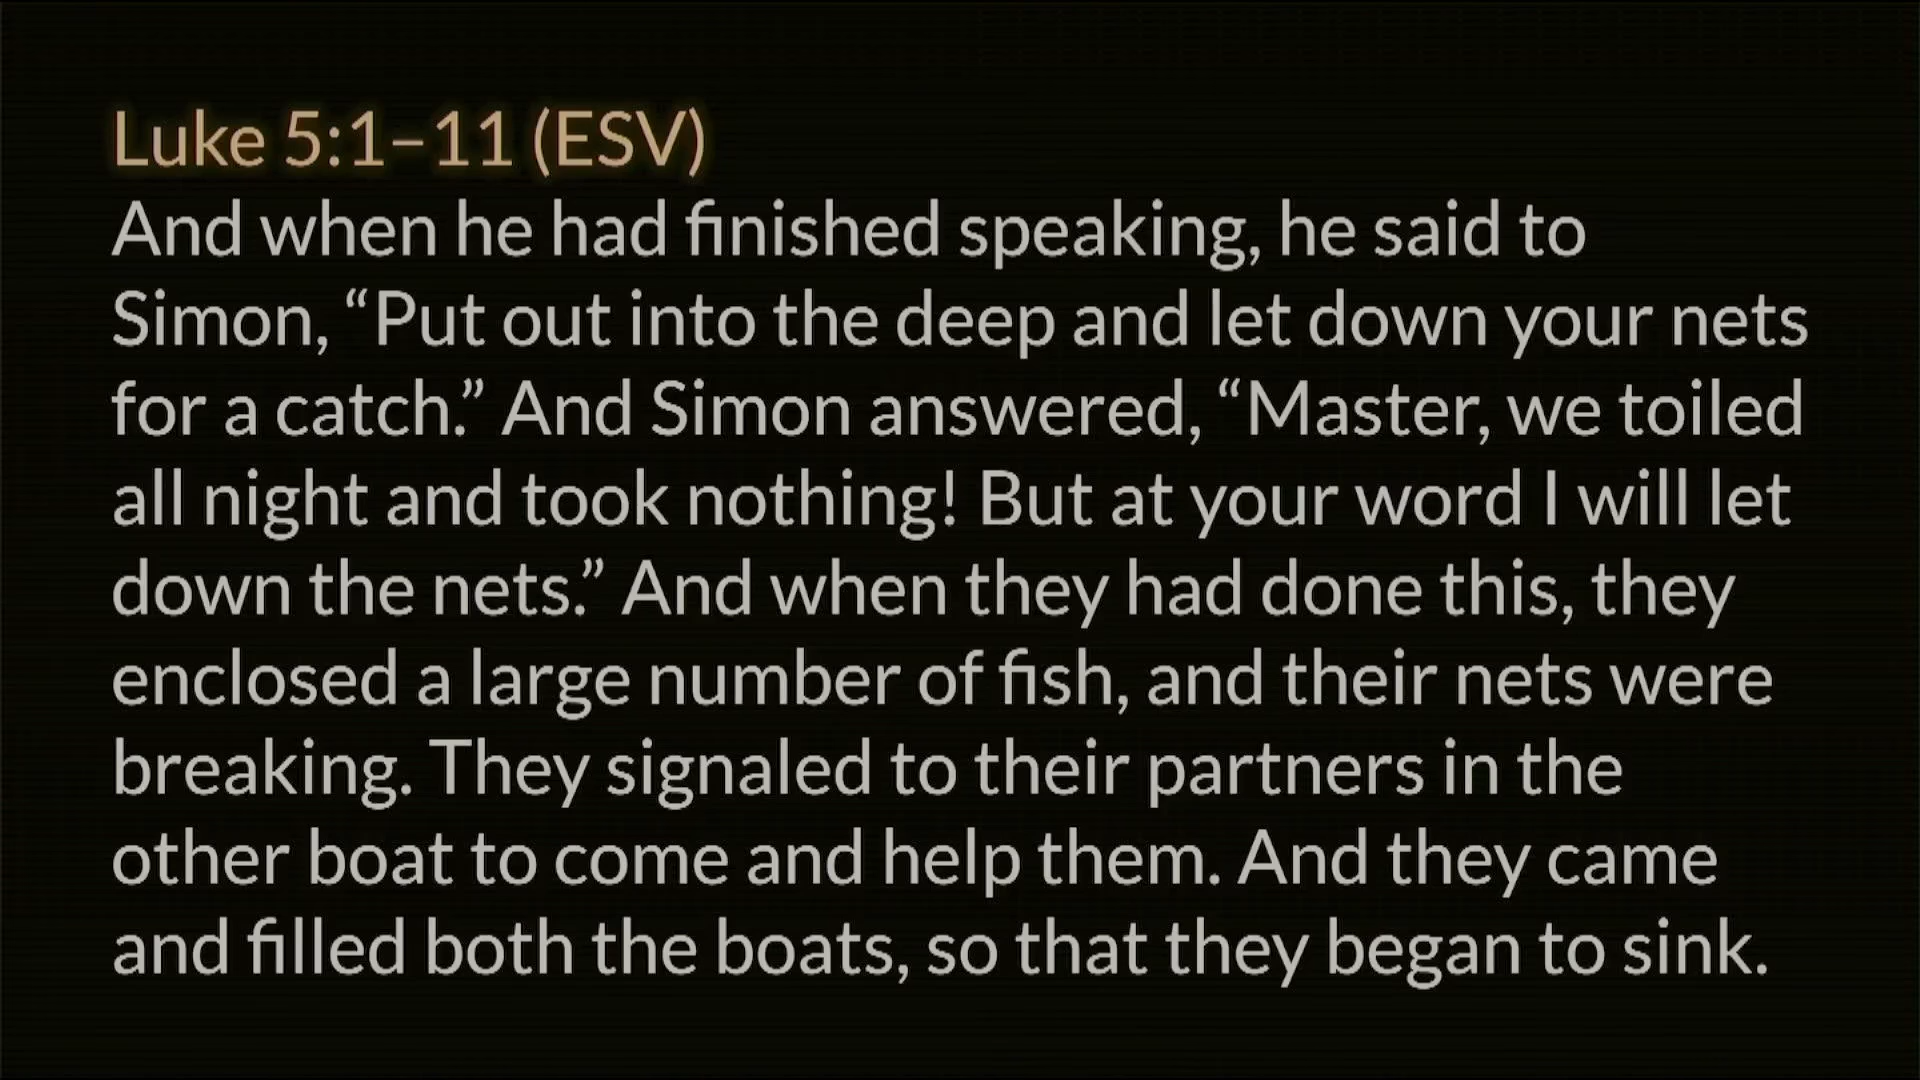 Luke 5:1–11 (ESV)
And when he had finished speaking, he said to
Simon, “Put out into the deep and let down your nets
for a catch.” And Simon answered, “Master, we toiled
all night and took nothing! But at your word I will let
down the nets.” And when they had done this, they
enclosed a large number of fish, and their nets were
breaking. They signaled to their partners in the
other boat to come and help them. And they came
and filled both the boats, so that they began to sink.